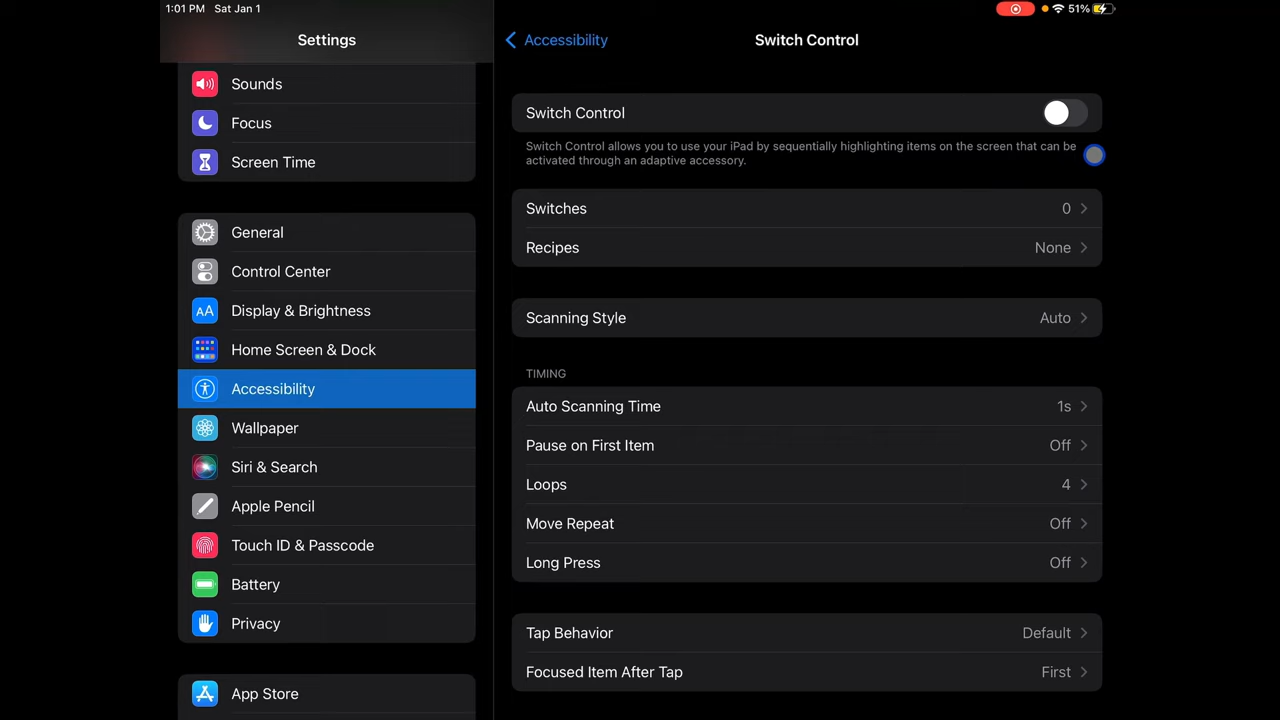 1:01 PM Sat Jan 1
51%
Settings
Sounds
Focus
Screen Time
General
Control Center
AA Display & Brightness
Home Screen & Dock
Accessibility
Wallpaper
Siri & Search
Apple Pencil
Touch ID & Passcode
Battery
Privacy
App Store
Accessibility
Switch Control
Switch Control
Switch Control allows you to use your iPad by sequentially highlighting items on the screen that can be
activated through an adaptive accessory.
Switches 0
Recipes None
Scanning Style Auto
TIMING
Auto Scanning Time 1s
Pause on First Item Off
Loops 4
Move Repeat Off
Long Press Off
Tap Behavior Default
Focused Item After Tap First